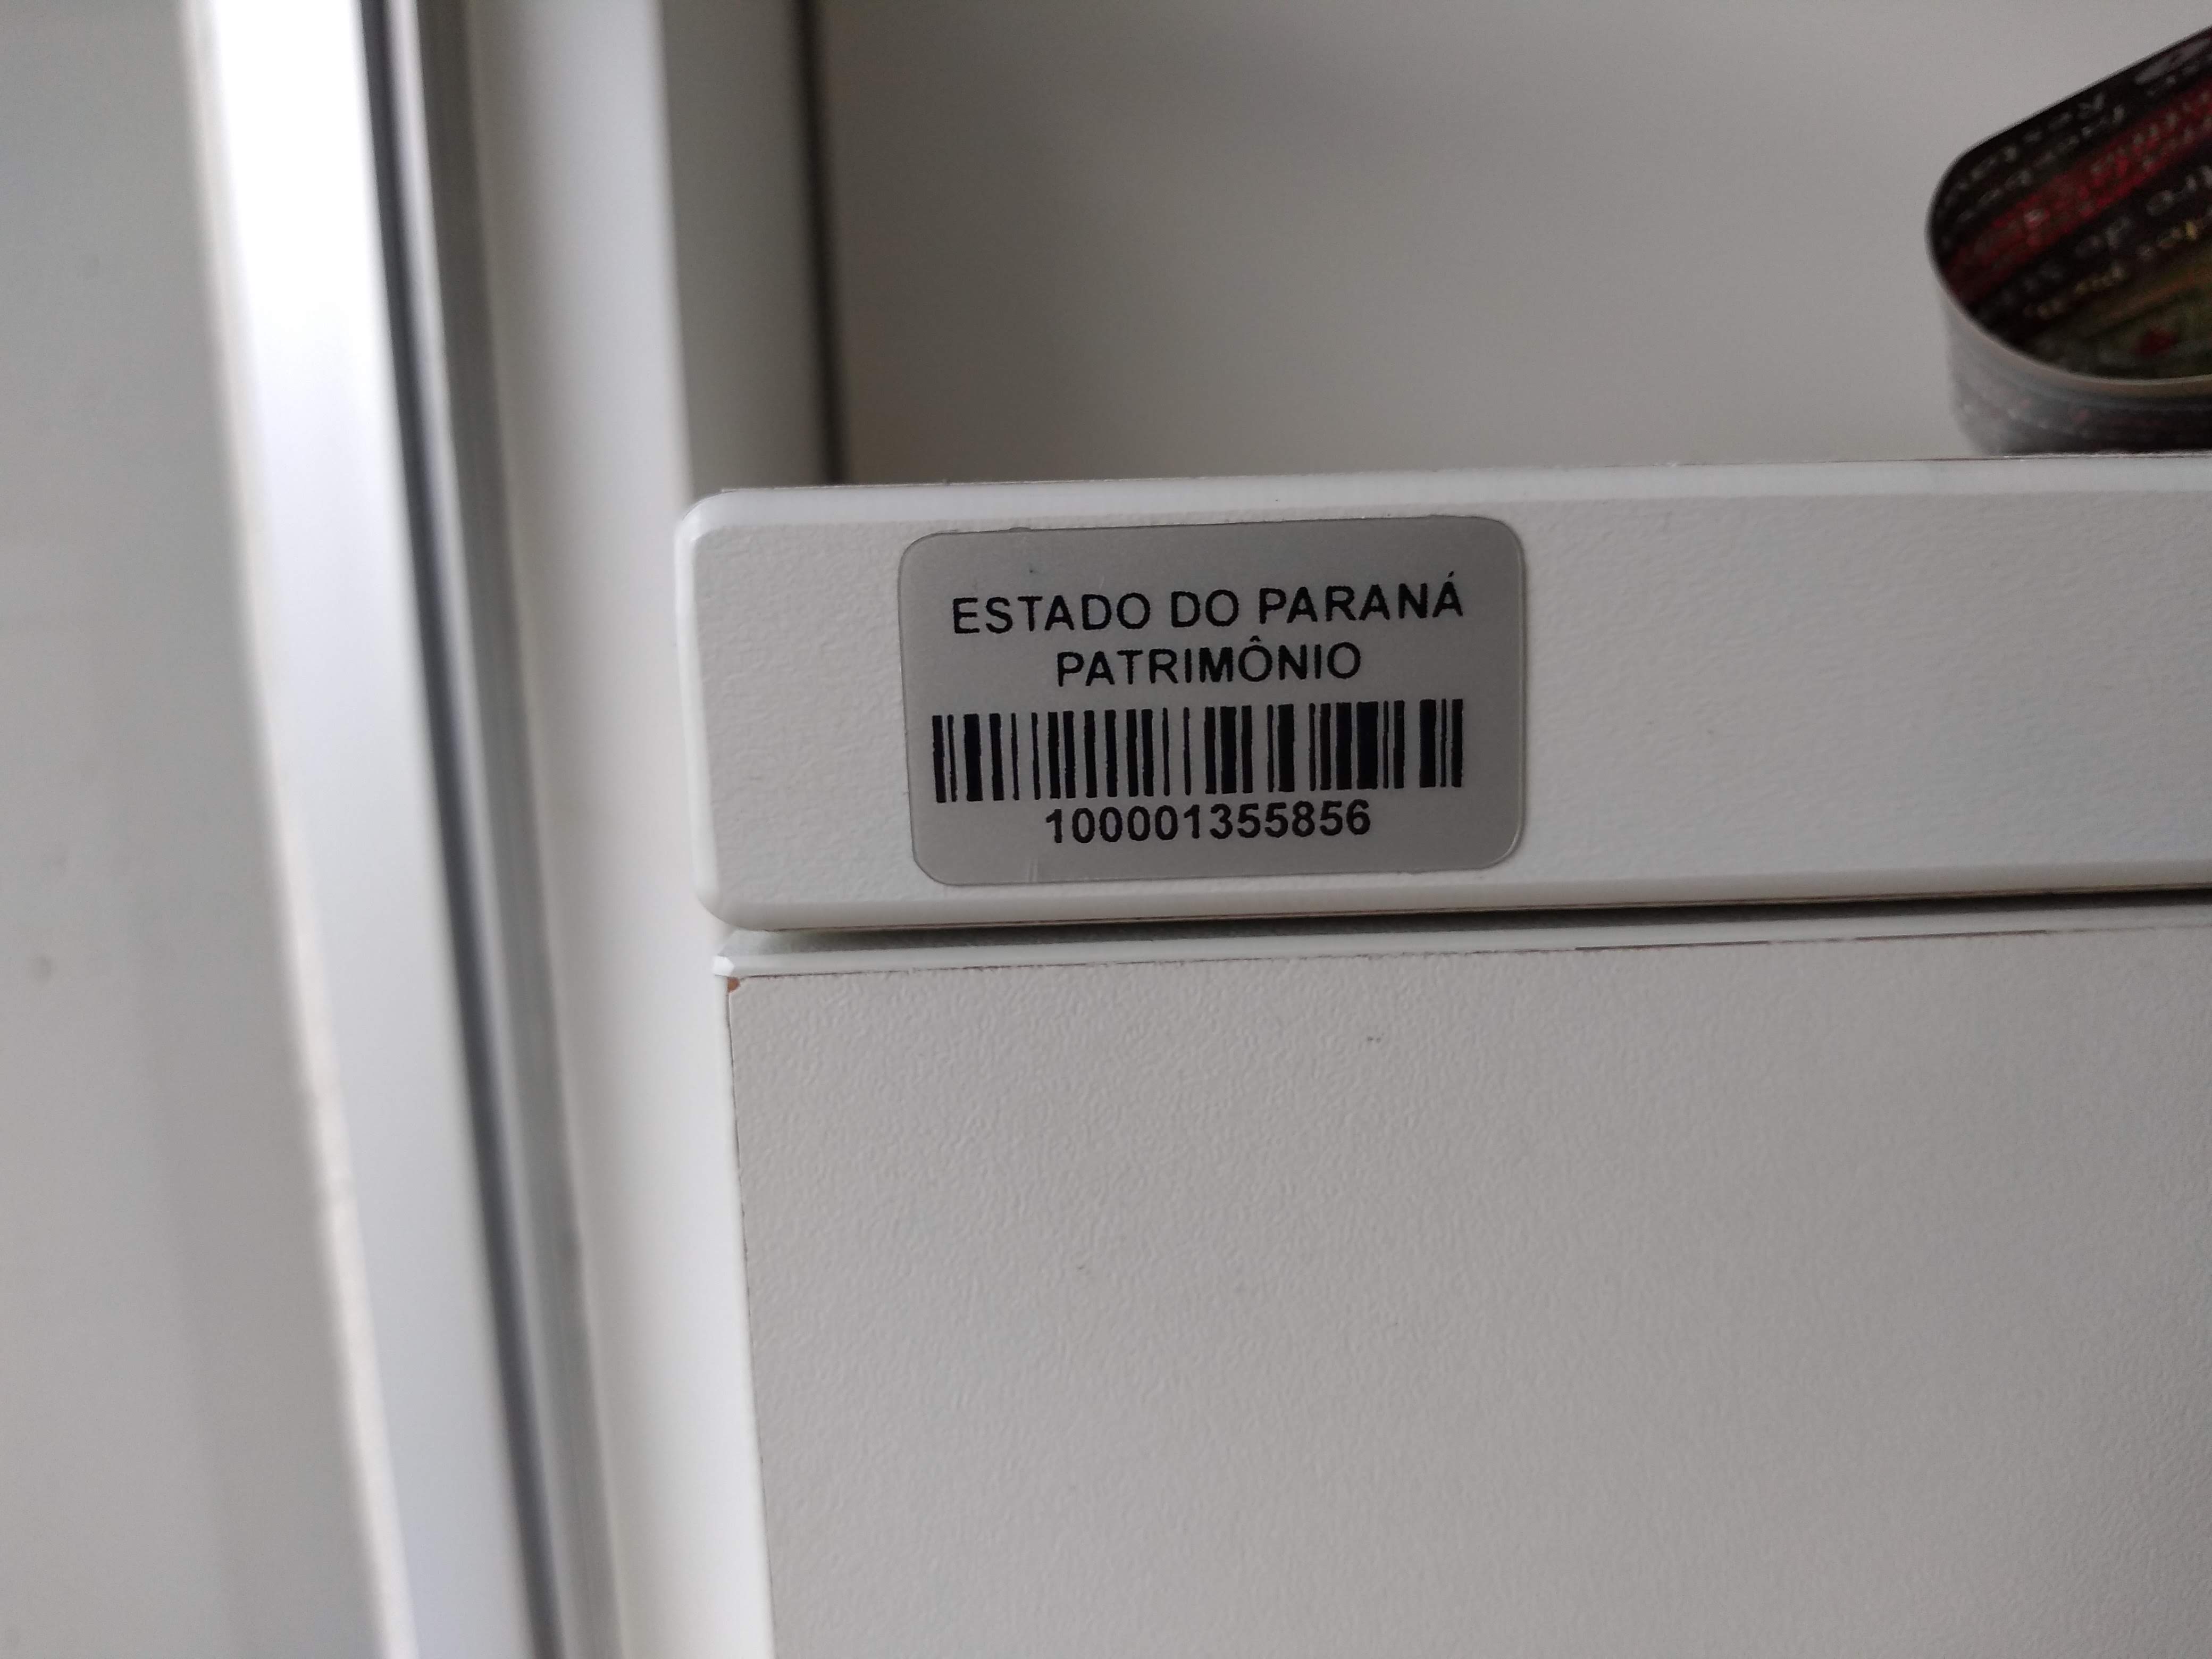 ESTADO DO PARANÁ
PATRIMÔNIO
100001355856